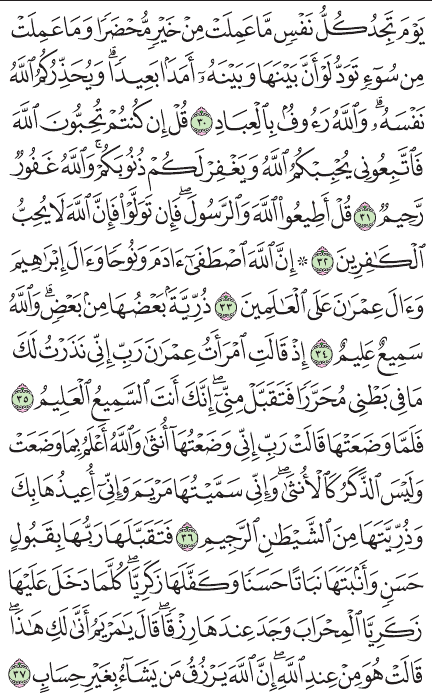 يَوْمَ تَجِدُ كُلُّ نَفْسٍ مَّا عَمِلَتْ مِنْ خَيْرٍ مُّحْضَرًا وَمَا عَمِلَتْ
مِن سُوٓءٍ تَوَدُّ لَوْ أَنَّ بَيْنَهَا وَبَيْنَهُۥٓ أَمَدَۢا بَعِيدًاۗ وَيُحَذِّرُكُمُ ٱللَّهُ
نَفْسَهُۥۗ وَٱللَّهُ رَءُوفُۢ بِٱلْعِبَادِ ٣٠ قُلْ إِن كُنتُمْ تُحِبُّونَ ٱللَّهَ
فَٱتَّبِعُونِي يُحْبِبْكُمُ ٱللَّهُ وَيَغْفِرْ لَكُمْ ذُنُوبَكُمْۚ وَٱللَّهُ غَفُورٌ
رَّحِيمٌ ٣١ قُلْ أَطِيعُوا۟ ٱللَّهَ وَٱلرَّسُولَۖ فَإِن تَوَلَّوْا۟ فَإِنَّ ٱللَّهَ لَا يُحِبُّ
ٱلْكَٰفِرِينَ ٣٢ ۞ إِنَّ ٱللَّهَ ٱصْطَفَىٰٓ ءَادَمَ وَنُوحًا وَءَالَ إِبْرَٰهِيمَ
وَءَالَ عِمْرَٰنَ عَلَى ٱلْعَٰلَمِينَ ٣٣ ذُرِّيَّةَۢ بَعْضُهَا مِنۢ بَعْضٍۗ وَٱللَّهُ
سَمِيعٌ عَلِيمٌ ٣٤ إِذْ قَالَتِ ٱمْرَأَتُ عِمْرَٰنَ رَبِّ إِنِّي نَذَرْتُ لَكَ
مَا فِي بَطْنِي مُحَرَّرًا فَتَقَبَّلْ مِنِّيٓۖ إِنَّكَ أَنتَ ٱلسَّمِيعُ ٱلْعَلِيمُ ٣٥
فَلَمَّا وَضَعَتْهَا قَالَتْ رَبِّ إِنِّي وَضَعْتُهَآ أُنثَىٰ وَٱللَّهُ أَعْلَمُ بِمَا وَضَعَتْ
وَلَيْسَ ٱلذَّكَرُ كَٱلْأُنثَىٰۖ وَإِنِّي سَمَّيْتُهَا مَرْيَمَ وَإِنِّيٓ أُعِيذُهَا بِكَ
وَذُرِّيَّتَهَا مِنَ ٱلشَّيْطَٰنِ ٱلرَّجِيمِ ٣٦ فَتَقَبَّلَهَا رَبُّهَا بِقَبُولٍ
حَسَنٍ وَأَنۢبَتَهَا نَبَاتًا حَسَنًا وَكَفَّلَهَا زَكَرِيَّاۖ كُلَّمَا دَخَلَ عَلَيْهَا
زَكَرِيَّا ٱلْمِحْرَابَ وَجَدَ عِندَهَا رِزْقًاۖ قَالَ يَٰمَرْيَمُ أَنَّىٰ لَكِ هَٰذَاۖ
قَالَتْ هُوَ مِنْ عِندِ ٱللَّهِۖ إِنَّ ٱللَّهَ يَرْزُقُ مَن يَشَآءُ بِغَيْرِ حِسَابٍ ٣٧